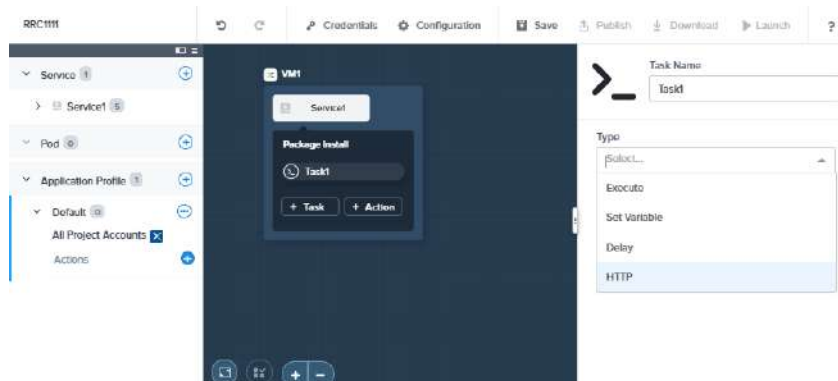 RRC1111
Credentials
Configuration
Save
Publish
Download
Launch
?
Service 1
Service1 5
Pod 0
Application Profile 1
Default 0
All Project Accounts X
Actions
VM1
Service1
Package Install
Task1
+ Task
+ Action
Task Name
Task1
Type
Select...
Execute
Set Variable
Delay
HTTP